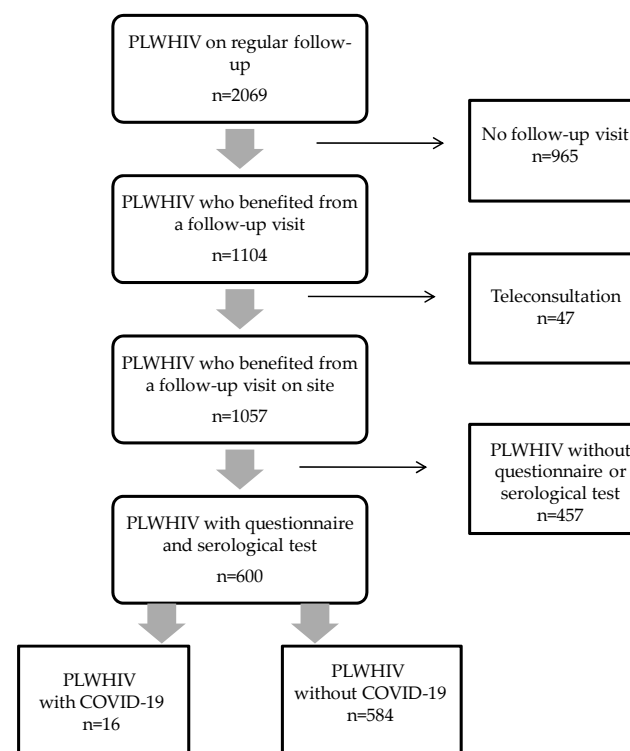 PLWHIV on regular follow-
up
n=2069
No follow-up visit
n=965
PLWHIV who benefited from
a follow-up visit
n=1104
Teleconsultation
n=47
PLWHIV who benefited from
a follow-up visit on site
n=1057
PLWHIV without
questionnaire or
serological test
n=457
PLWHIV with questionnaire
and serological test
n=600
PLWHIV
with COVID-19
n=16
PLWHIV
without COVID-19
n=584